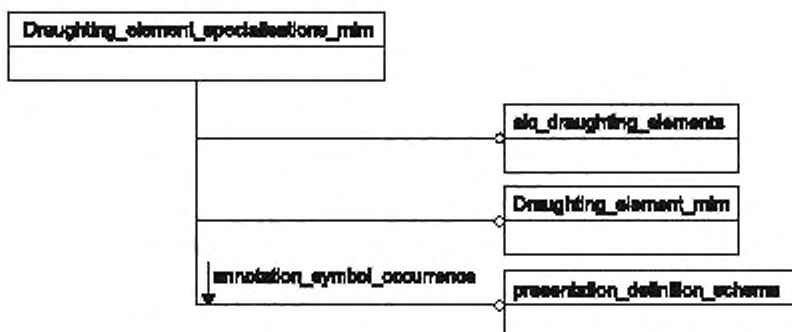 Draughting_element_specialisations_mim
aic_draughting_elements
Draughting_element_mim
annotation_symbol_occurrence
presentation_definition_schema